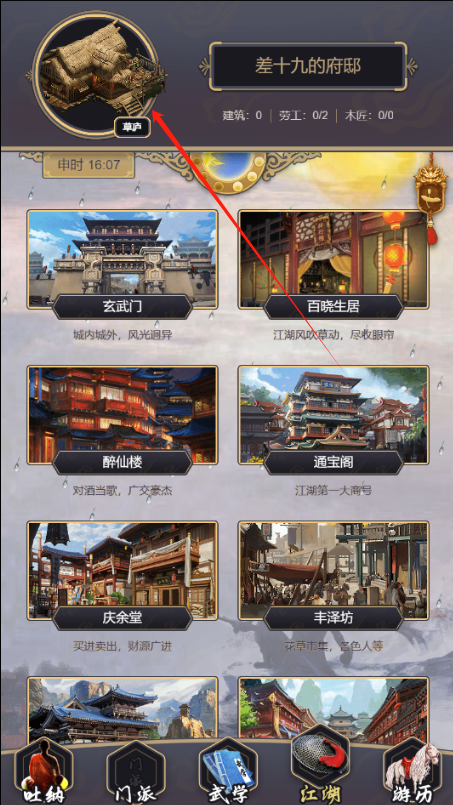 差十九的府邸
草庐
建筑：0 劳工：0/2 木匠：0/0
申时 16:07
玄武门
百晓生居
城内城外，风光迥异
江湖风吹草动，尽收眼帘
醉仙楼
通宝阁
对酒当歌，广交豪杰
江湖第一大商号
庆余堂
丰泽坊
买进卖出，财源广进
花草市集，各色人等
吐纳
门派
武学
江湖
游历